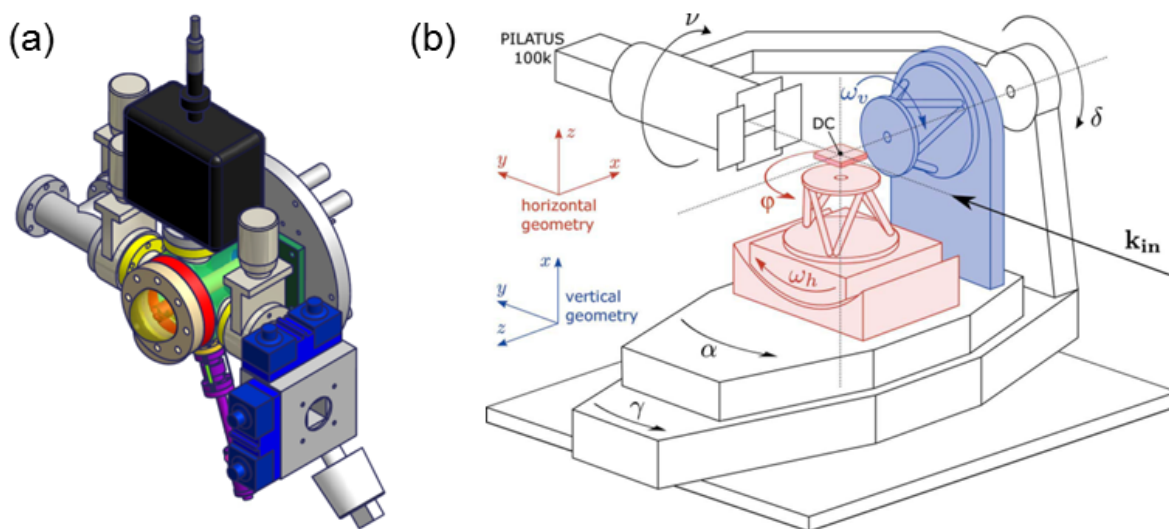 (a)
(b)
PILATUS
100k
ν
ω_v
DC
δ
z
y
x
horizontal
geometry
φ
k_in
x
y
z
vertical
geometry
ω_h
α
γ